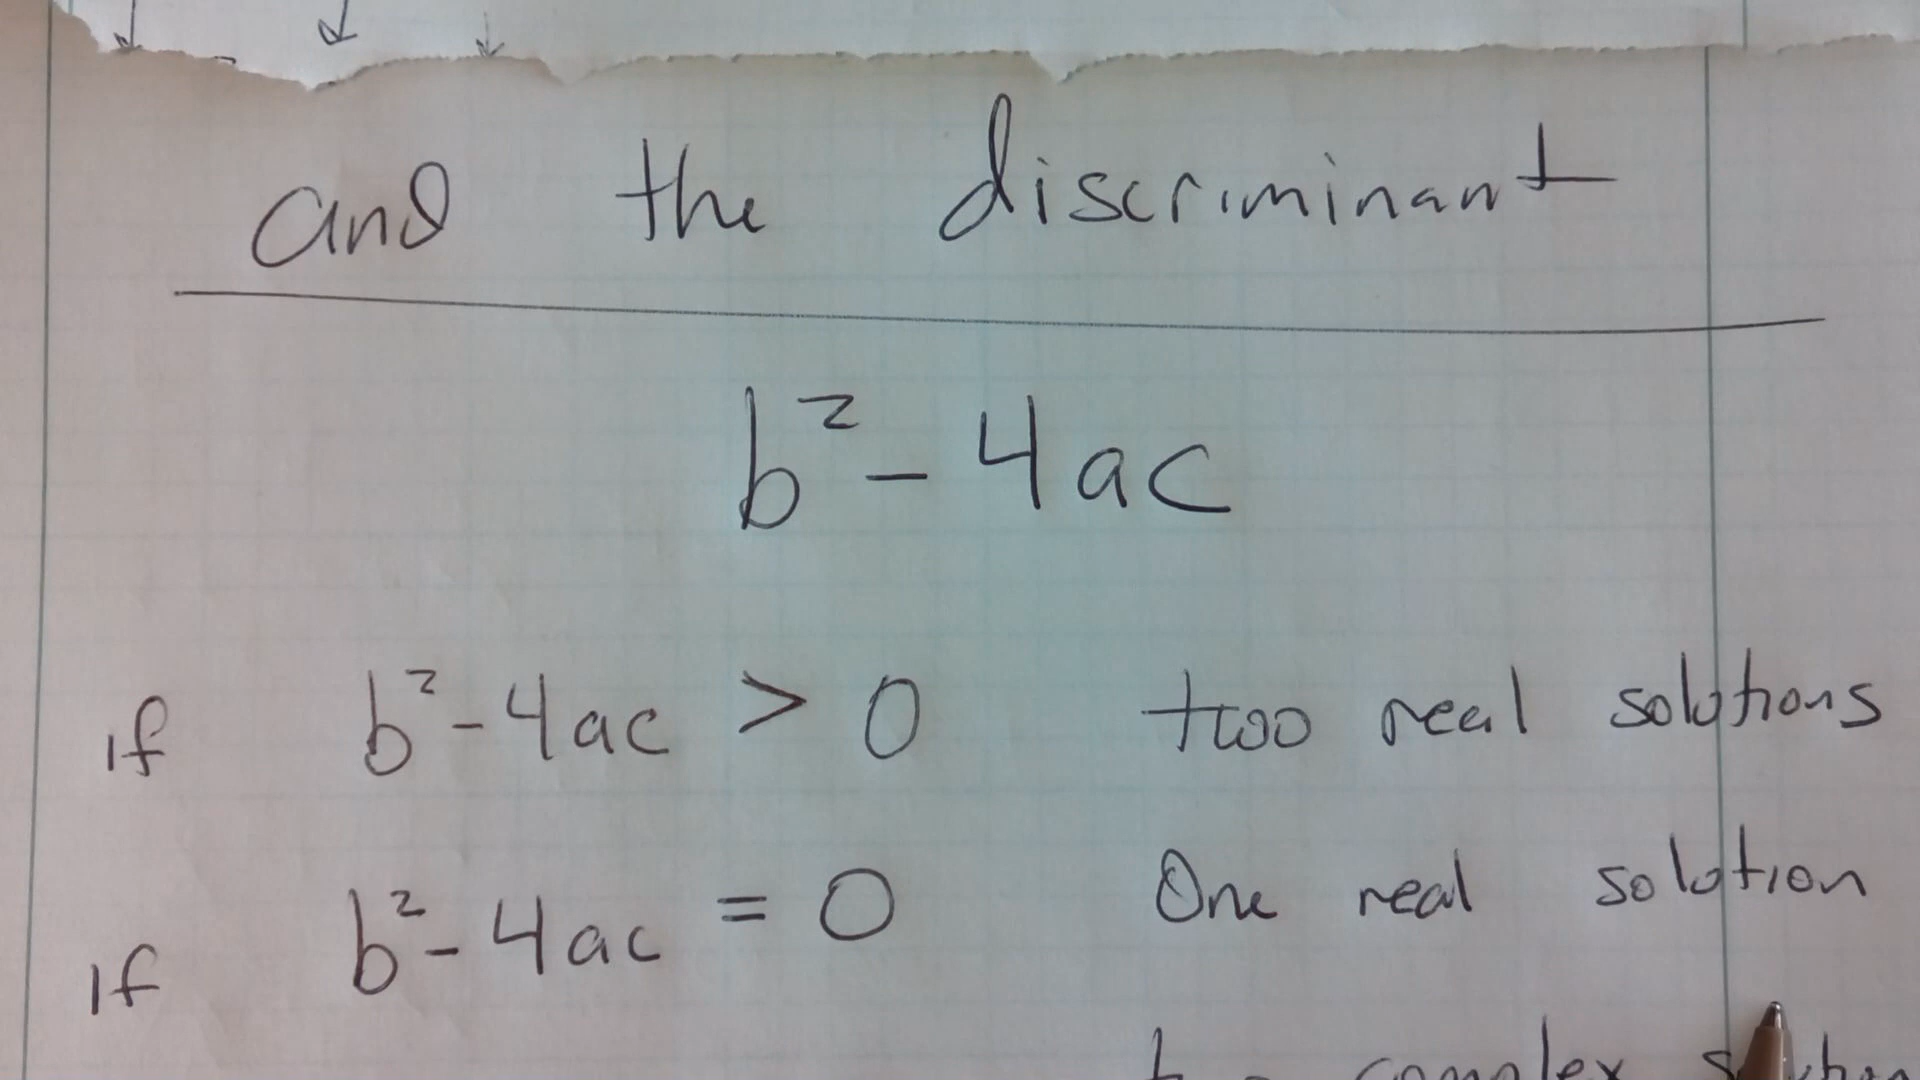 and the discriminant
b² - 4ac
if b² - 4ac > 0 two real solutions
if b² - 4ac = 0 One real solution
complex